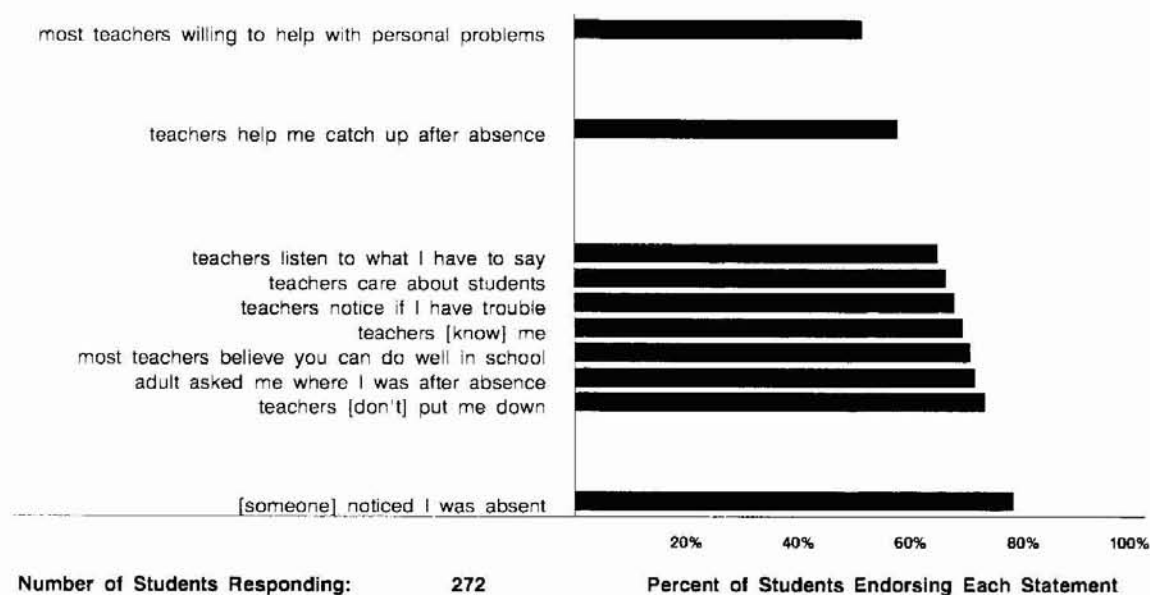 most teachers willing to help with personal problems
teachers help me catch up after absence
teachers listen to what I have to say
teachers care about students
teachers notice if I have trouble
teachers [know] me
most teachers believe you can do well in school
adult asked me where I was after absence
teachers [don't] put me down
[someone] noticed I was absent
20% 40% 60% 80% 100%
Number of Students Responding: 272 Percent of Students Endorsing Each Statement